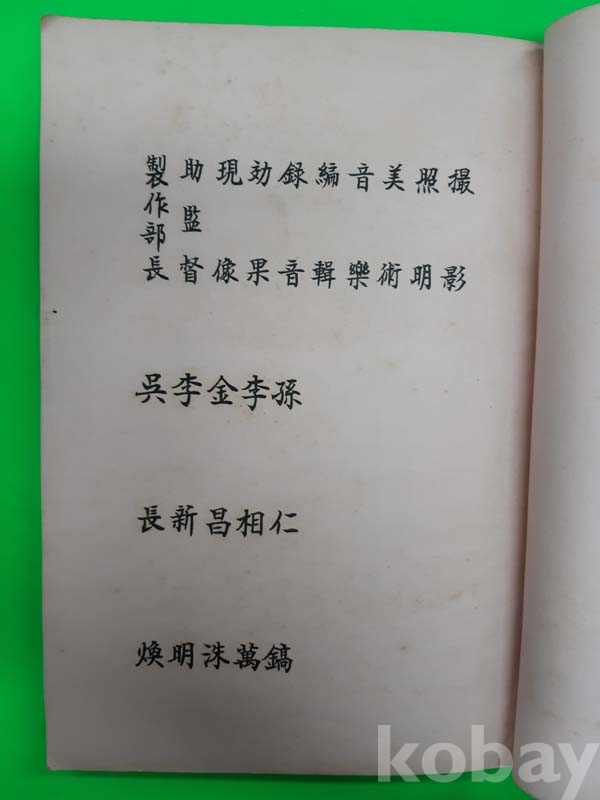 撮影
照明
美術
音樂
編輯
録音 孫仁鎬
効果 李相萬
現像 金昌洙
助監督 李新明
製作部長 吳長煥
kobay